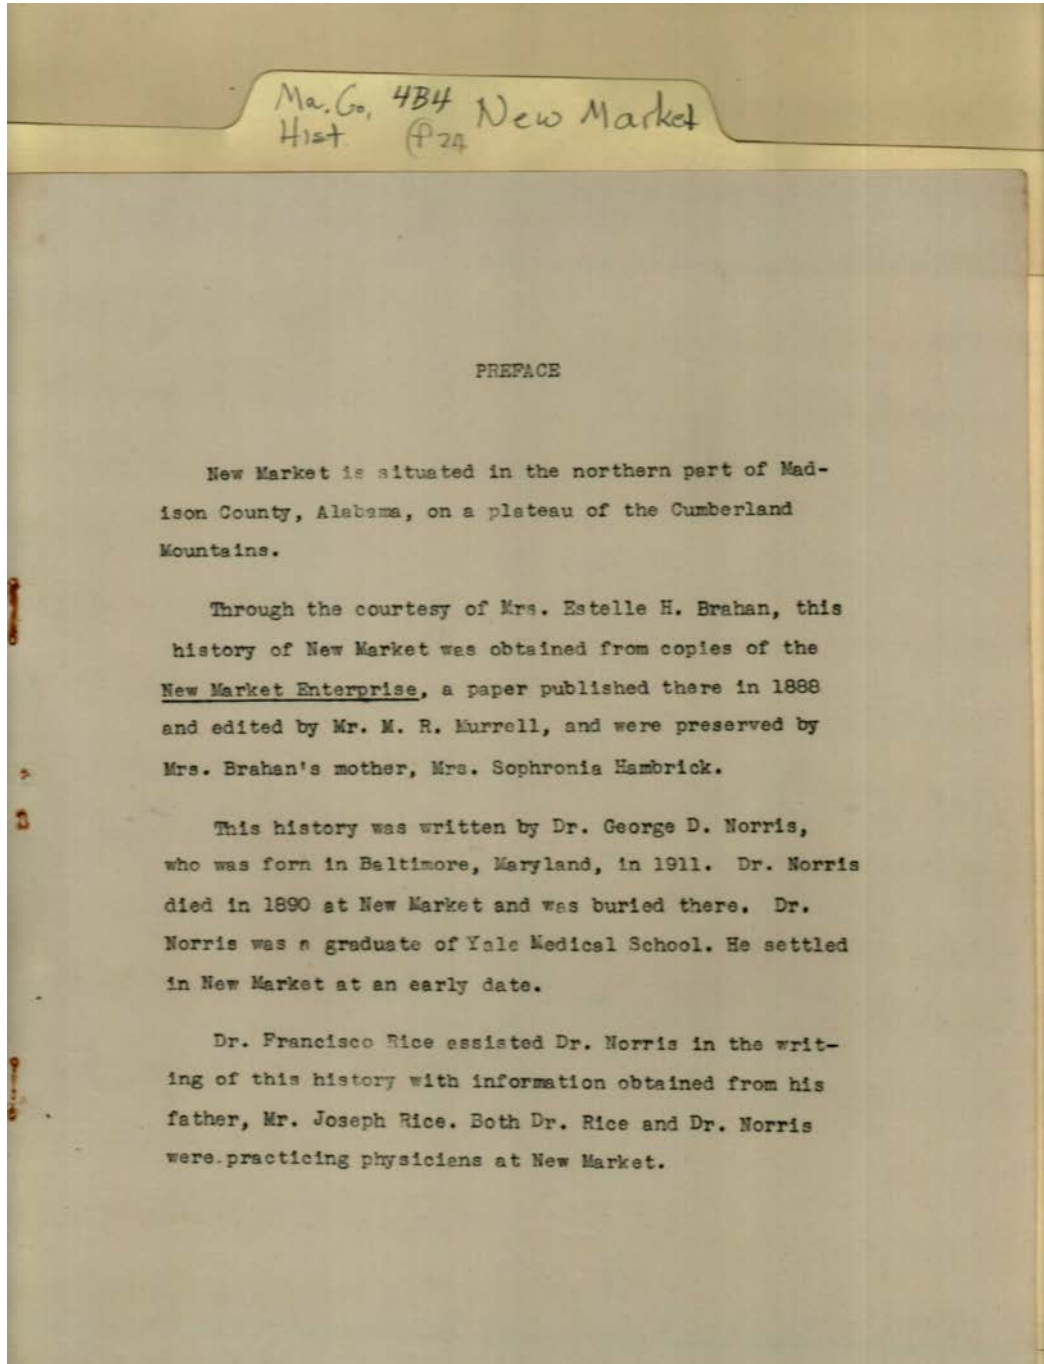 Ma. Co, 4B4 New Market
Hist P 24
PREFACE
New Market is situated in the northern part of Mad-
ison County, Alabama, on a plateau of the Cumberland
Mountains.
Through the courtesy of Mrs. Estelle H. Brahan, this
history of New Market was obtained from copies of the
New Market Enterprise, a paper published there in 1888
and edited by Mr. M. R. Murrell, and were preserved by
Mrs. Brahan's mother, Mrs. Sophronia Hambrick.
This history was written by Dr. George D. Norris,
who was forn in Baltimore, Maryland, in 1911. Dr. Norris
died in 1890 at New Market and was buried there. Dr.
Norris was a graduate of Yale Medical School. He settled
in New Market at an early date.
Dr. Francisco Rice assisted Dr. Norris in the writ-
ing of this history with information obtained from his
father, Mr. Joseph Rice. Both Dr. Rice and Dr. Norris
were practicing physicians at New Market.